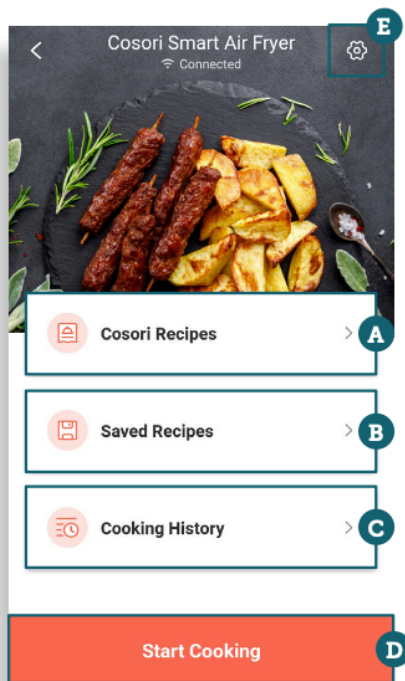 E
Cosori Smart Air Fryer
Connected
Cosori Recipes
A
Saved Recipes
B
Cooking History
C
Start Cooking
D